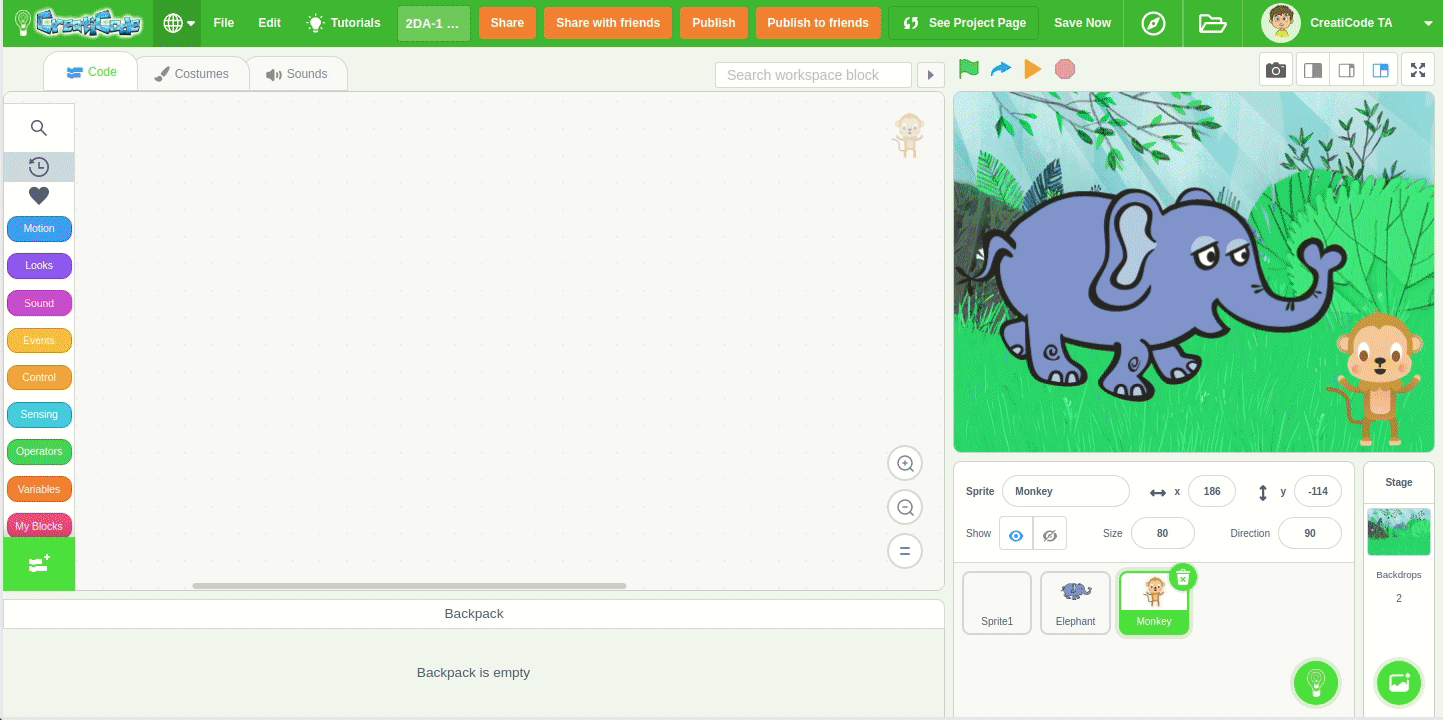 CreatiCode
File
Edit
Tutorials
2DA-1 ...
Share
Share with friends
Publish
Publish to friends
See Project Page
Save Now
CreatiCode TA
Code
Costumes
Sounds
Search workspace block
Motion
Looks
Sound
Events
Control
Sensing
Operators
Variables
My Blocks
Backpack
Backpack is empty
Sprite
Monkey
x
186
y
-114
Show
Size
80
Direction
90
Sprite1
Elephant
Monkey
Stage
Backdrops
2